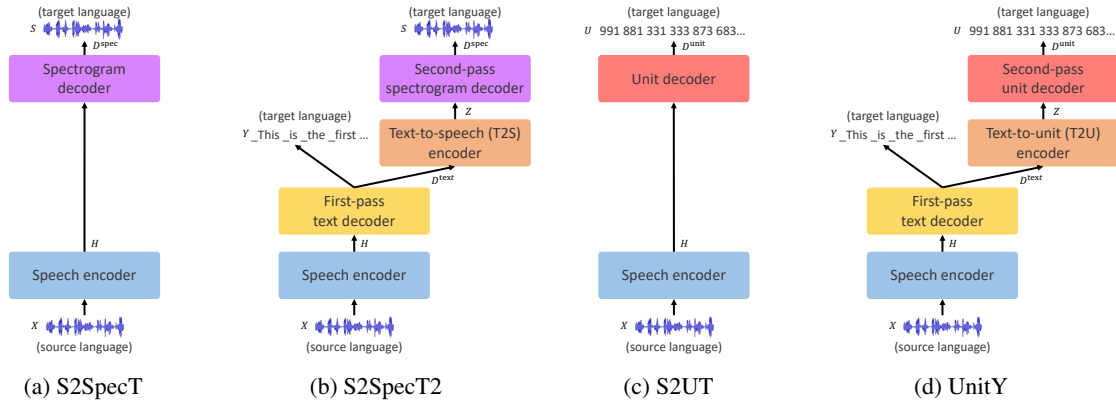 (target language)
S
D^spec
Spectrogram
decoder
H
Speech encoder
X
(source language)
(a) S2SpecT
(target language)
S
D^spec
Second-pass
spectrogram decoder
Z
(target language)
Y _This _is _the _first ...
Text-to-speech (T2S)
encoder
D^text
First-pass
text decoder
H
Speech encoder
X
(source language)
(b) S2SpecT2
(target language)
U 991 881 331 333 873 683...
D^unit
Unit decoder
H
Speech encoder
X
(source language)
(c) S2UT
(target language)
U 991 881 331 333 873 683...
D^unit
Second-pass
unit decoder
Z
(target language)
Y _This _is _the _first ...
Text-to-unit (T2U)
encoder
D^text
First-pass
text decoder
H
Speech encoder
X
(source language)
(d) UnitY